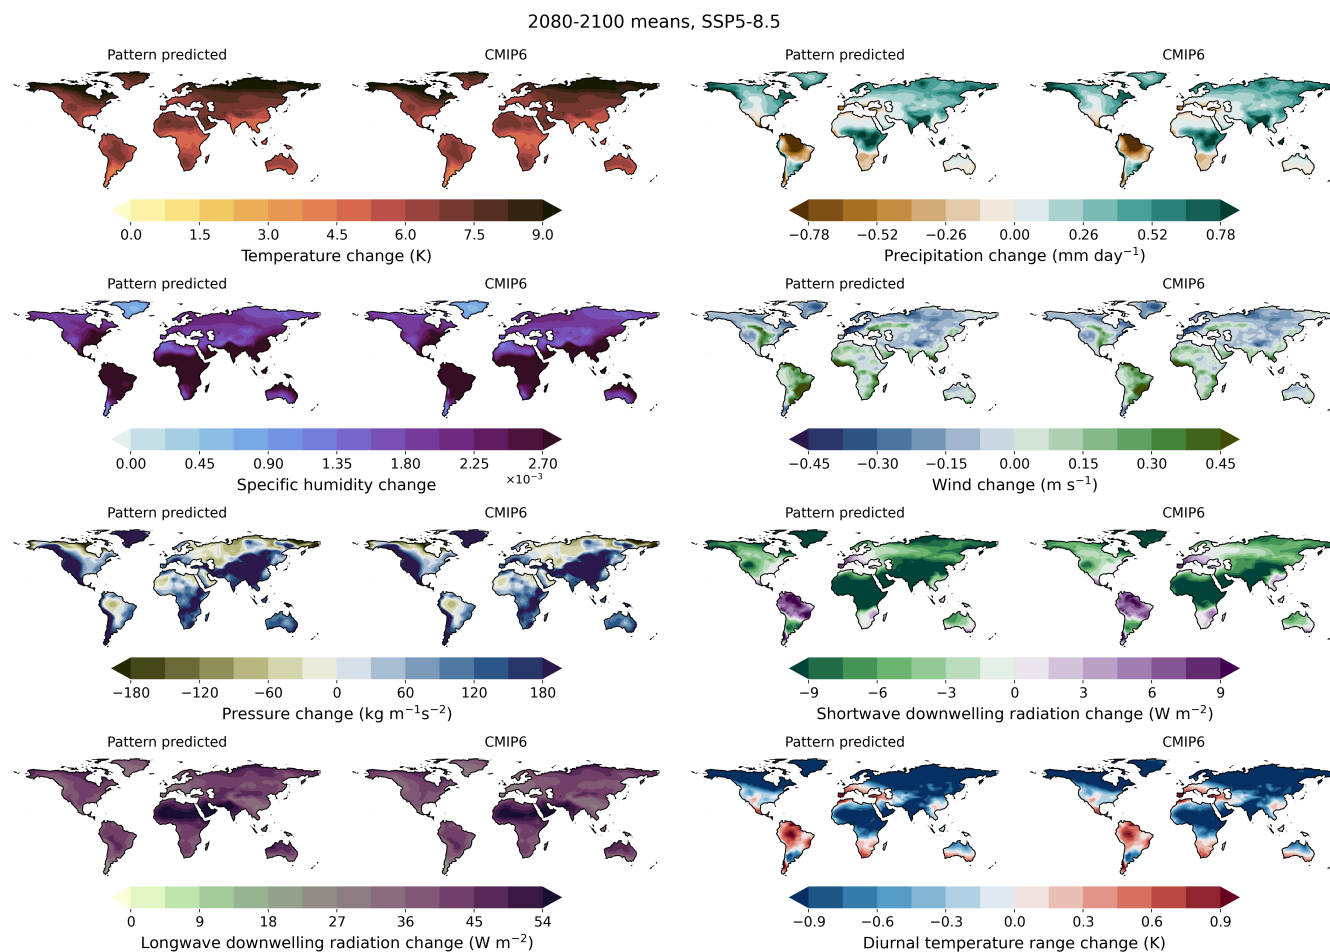 2080-2100 means, SSP5-8.5
Pattern predicted CMIP6 Pattern predicted CMIP6
0.0 1.5 3.0 4.5 6.0 7.5 9.0 −0.78 −0.52 −0.26 0.00 0.26 0.52 0.78
Temperature change (K) Precipitation change (mm day⁻¹)
Pattern predicted CMIP6 Pattern predicted CMIP6
0.00 0.45 0.90 1.35 1.80 2.25 2.70 −0.45 −0.30 −0.15 0.00 0.15 0.30 0.45
×10⁻³
Specific humidity change Wind change (m s⁻¹)
Pattern predicted CMIP6 Pattern predicted CMIP6
−180 −120 −60 0 60 120 180 −9 −6 −3 0 3 6 9
Pressure change (kg m⁻¹s⁻²) Shortwave downwelling radiation change (W m⁻²)
Pattern predicted CMIP6 Pattern predicted CMIP6
0 9 18 27 36 45 54 −0.9 −0.6 −0.3 0.0 0.3 0.6 0.9
Longwave downwelling radiation change (W m⁻²) Diurnal temperature range change (K)